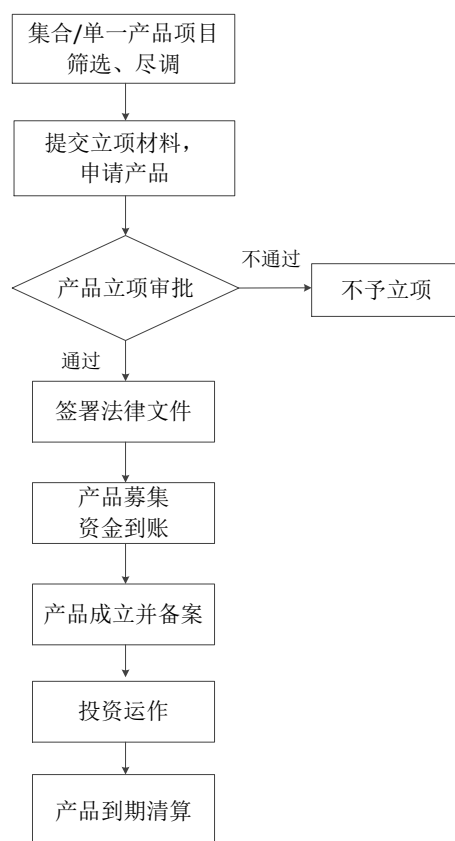 集合/单一产品项目
筛选、尽调
提交立项材料，
申请产品
产品立项审批
不通过
不予立项
通过
签署法律文件
产品募集
资金到账
产品成立并备案
投资运作
产品到期清算